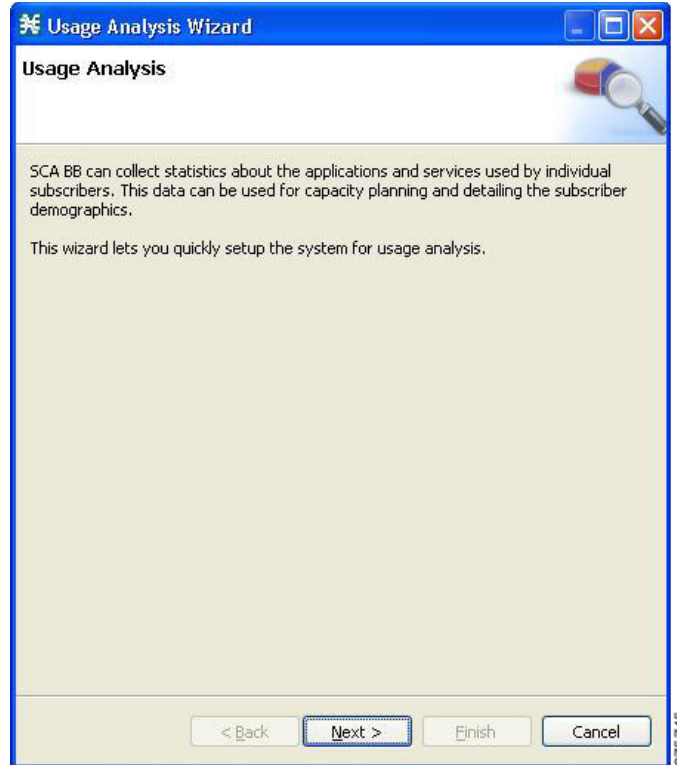 Usage Analysis Wizard
Usage Analysis
SCA BB can collect statistics about the applications and services used by individual
subscribers. This data can be used for capacity planning and detailing the subscriber
demographics.
This wizard lets you quickly setup the system for usage analysis.
< Back
Next >
Finish
Cancel